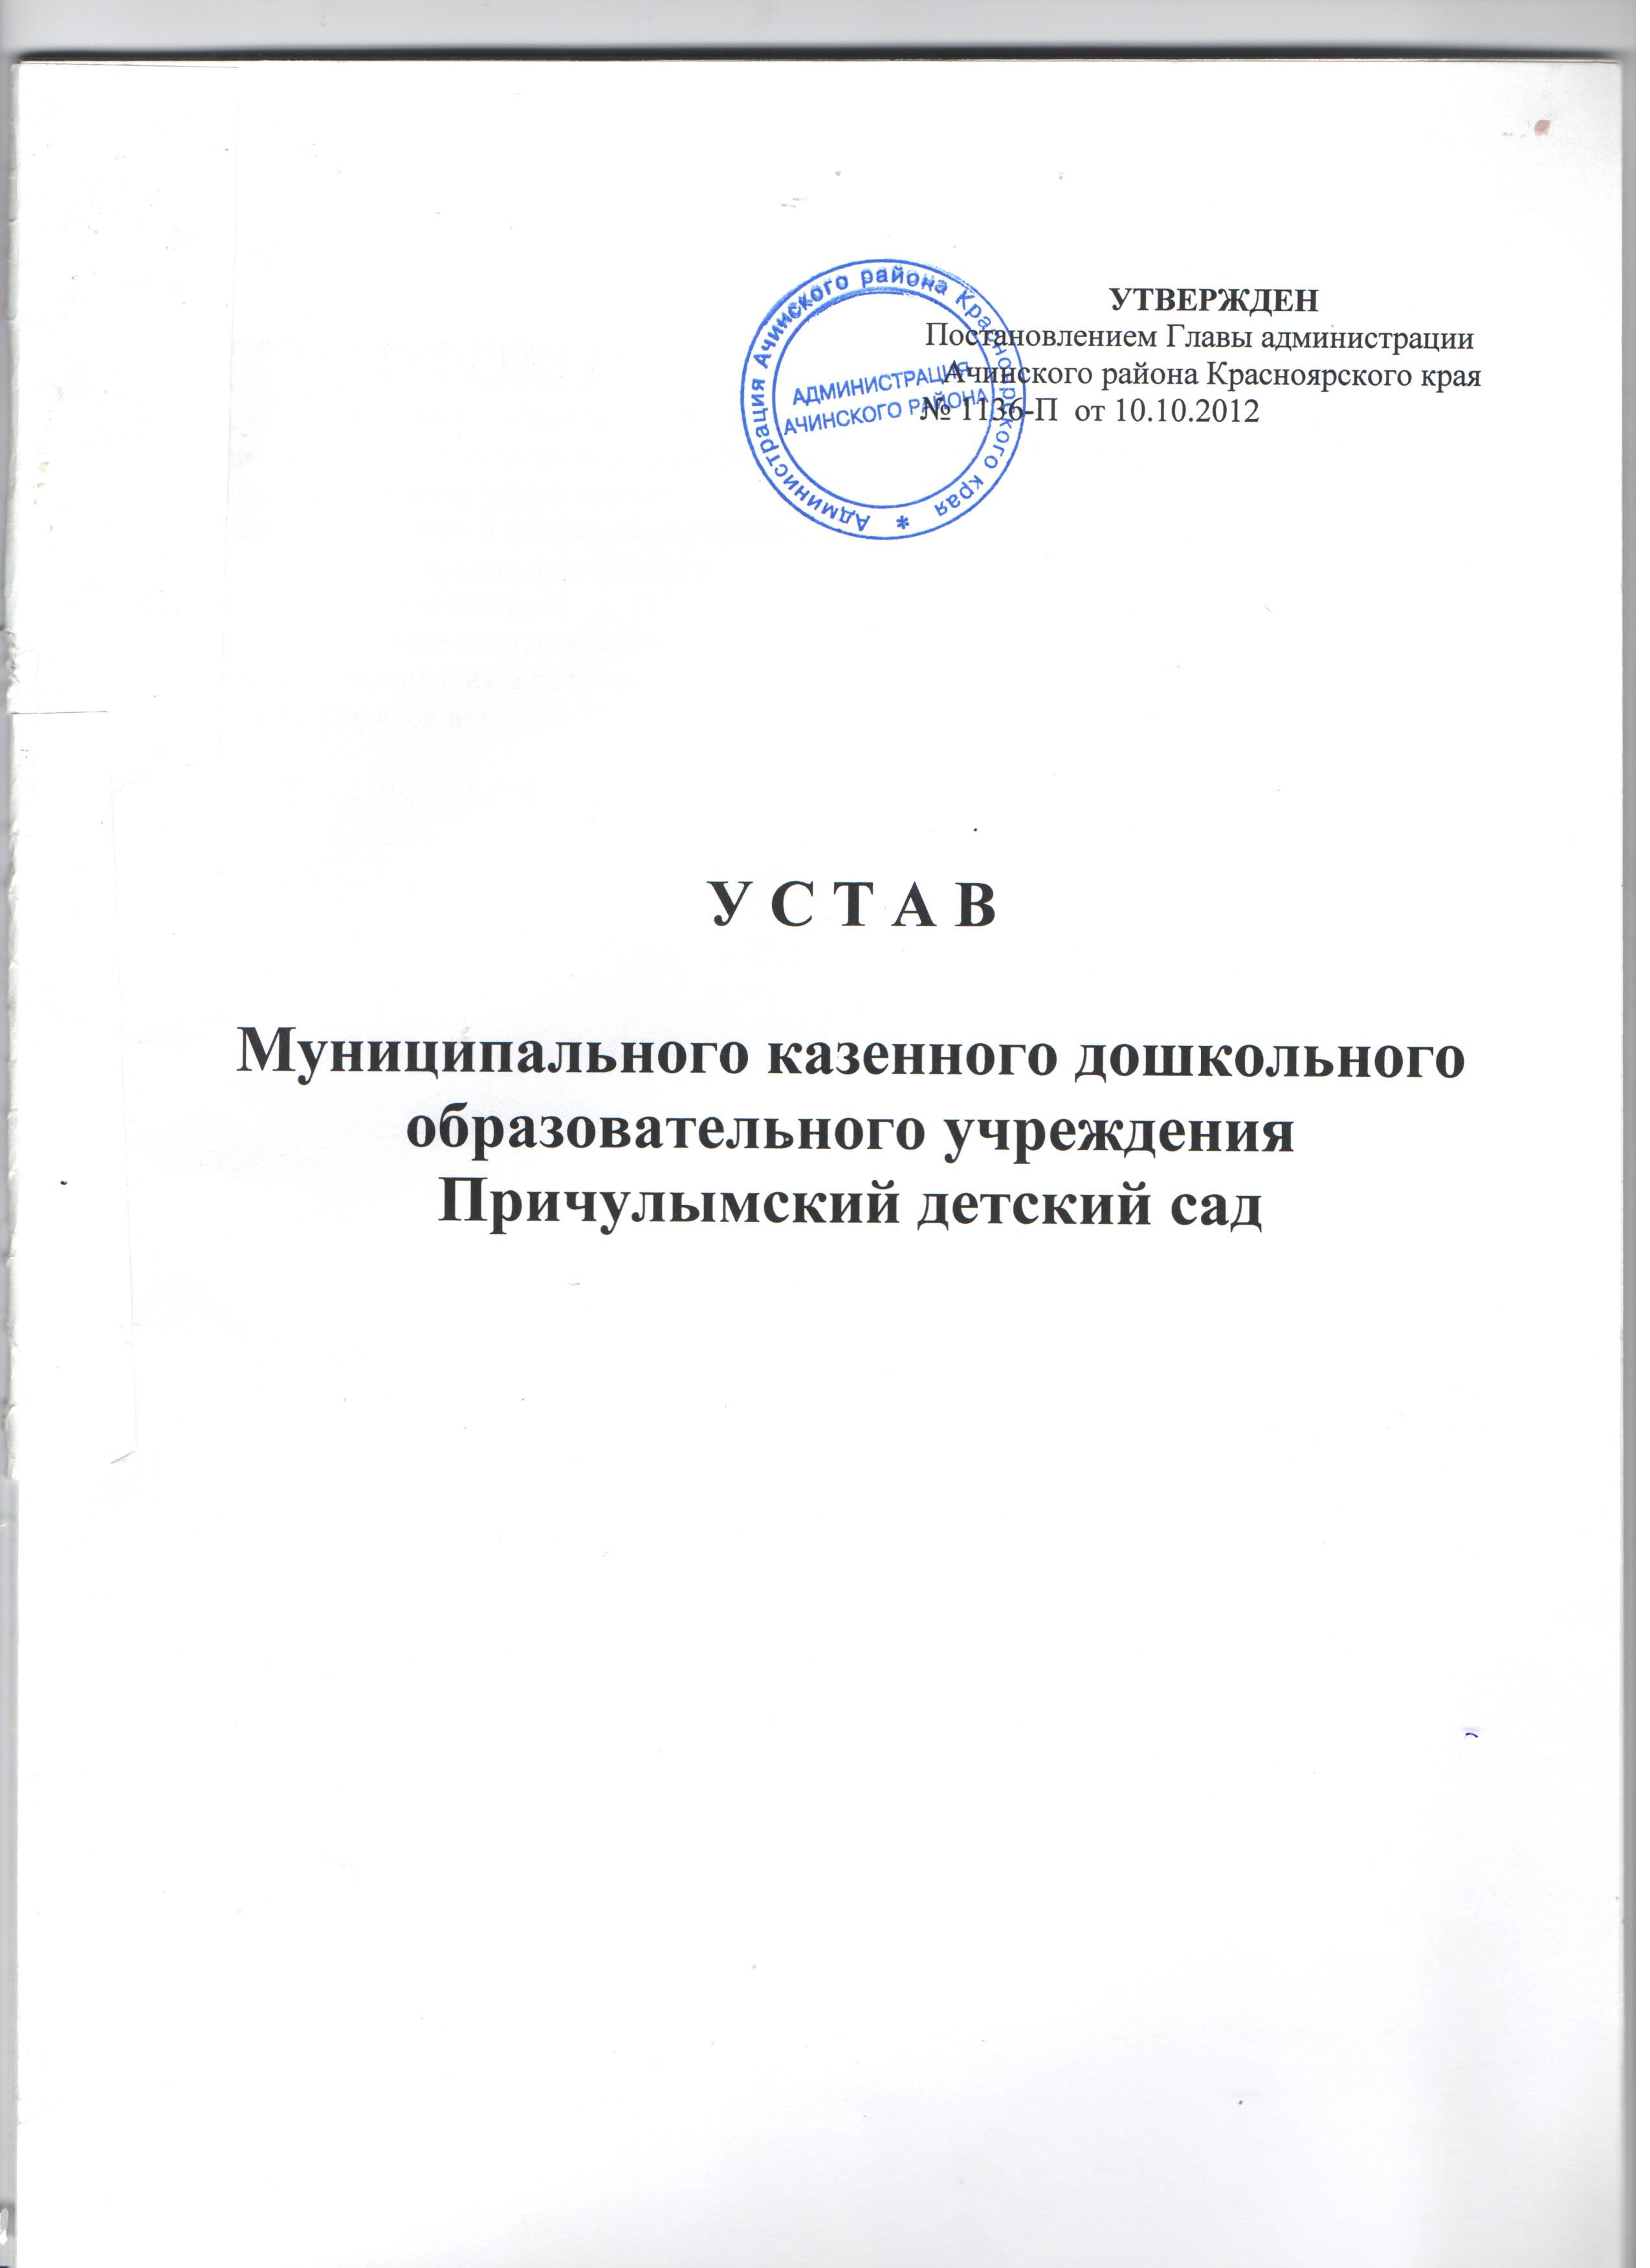 УТВЕРЖДЕН
Постановлением Главы администрации
Ачинского района Красноярского края
№ 1136-П от 10.10.2012
Администрация Ачинского района Красноярского края *
АДМИНИСТРАЦИЯ
АЧИНСКОГО РАЙОНА
У С Т А В
Муниципального казенного дошкольного
образовательного учреждения
Причулымский детский сад